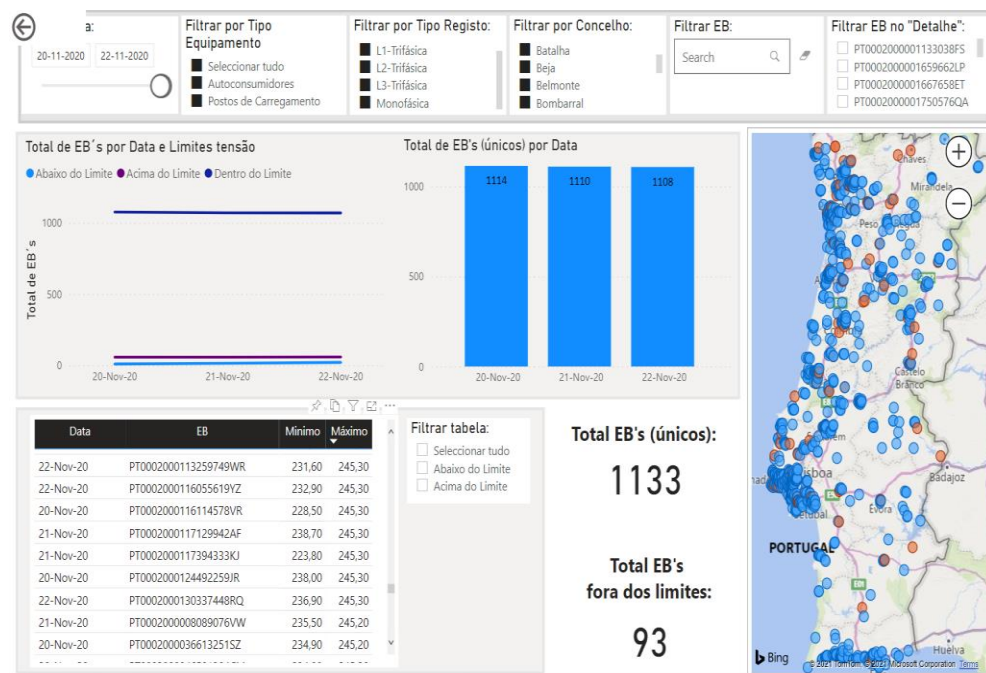 a:
20-11-2020 22-11-2020
Filtrar por Tipo
Equipamento
Seleccionar tudo
Autoconsumidores
Postos de Carregamento
Filtrar por Tipo Registo:
L1-Trifásica
L2-Trifásica
L3-Trifásica
Monofásica
Filtrar por Concelho:
Batalha
Beja
Belmonte
Bombarral
Filtrar EB:
Search
Filtrar EB no "Detalhe":
PT0002000001133038FS
PT0002000001659662LP
PT0002000001667658ET
PT0002000001750576QA
Total de EB´s por Data e Limites tensão
Abaixo do Limite Acima do Limite Dentro do Limite
Total de EB´s
1000
500
0
20-Nov-20 21-Nov-20 22-Nov-20
Total de EB's (únicos) por Data
1000
500
0
1114 1110 1108
20-Nov-20 21-Nov-20 22-Nov-20
Data EB Minimo Máximo
22-Nov-20 PT0002000113259749WR 231,60 245,30
22-Nov-20 PT0002000116055619YZ 232,90 245,30
20-Nov-20 PT0002000116114578VR 228,50 245,30
21-Nov-20 PT0002000117129942AF 238,70 245,30
21-Nov-20 PT0002000117394333KJ 223,80 245,30
20-Nov-20 PT0002000124492259JR 238,00 245,30
22-Nov-20 PT0002000130337448RQ 236,90 245,30
21-Nov-20 PT0002000008089076VW 235,50 245,20
20-Nov-20 PT0002000036613251SZ 234,90 245,20
Filtrar tabela:
Seleccionar tudo
Abaixo do Limite
Acima do Limite
Total EB's (únicos):
1133
Total EB's
fora dos limites:
93
Chaves
Mirandela
Peso
Castelo
Branco
isboa
Badajoz
Setúbal
Évora
PORTUGAL
Huelva
Bing
© 2021 TomTom, © 2021 Microsoft Corporation Terms